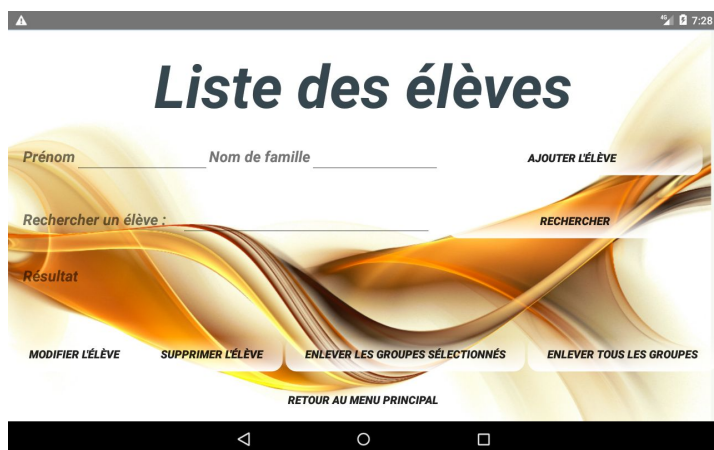 4G 7:28
Liste des élèves
Prénom Nom de famille AJOUTER L'ÉLÈVE
Rechercher un élève : RECHERCHER
Résultat
MODIFIER L'ÉLÈVE SUPPRIMER L'ÉLÈVE ENLEVER LES GROUPES SÉLECTIONNÉS ENLEVER TOUS LES GROUPES
RETOUR AU MENU PRINCIPAL